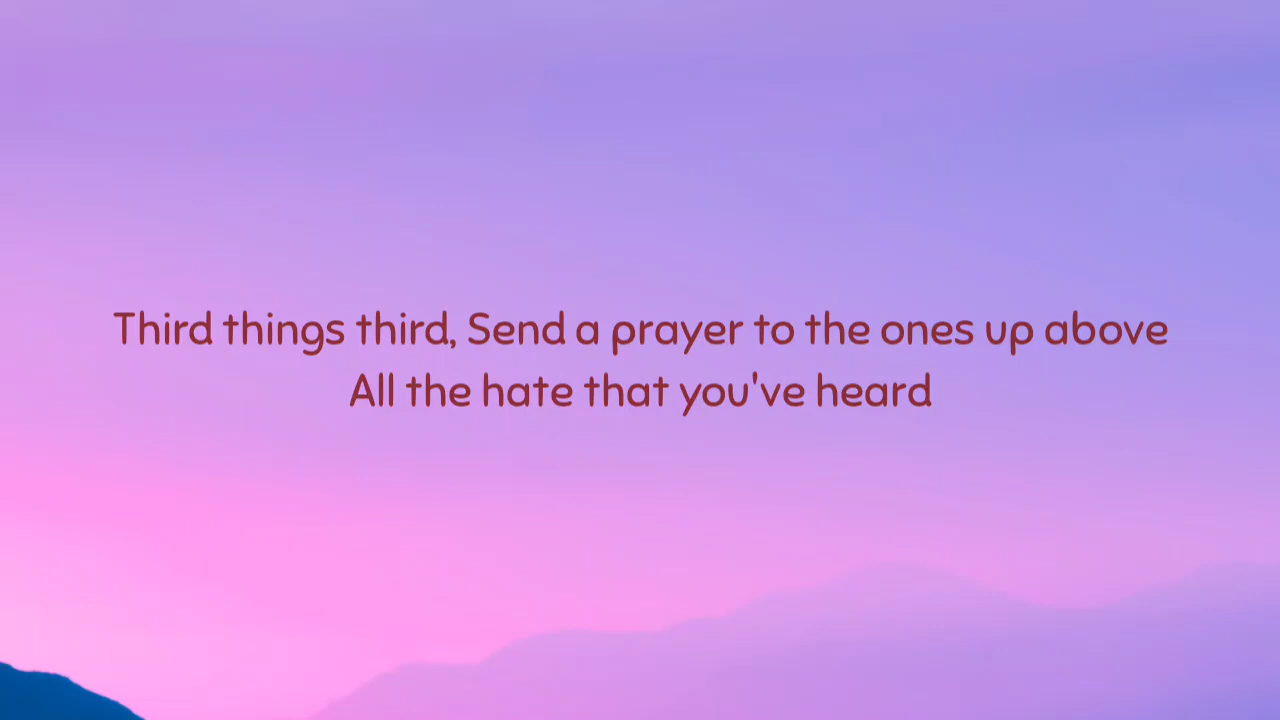 Third things third, Send a prayer to the ones up above
All the hate that you've heard